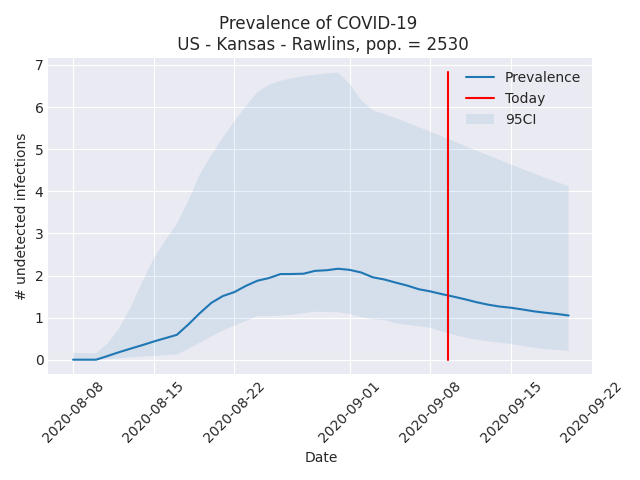 Prevalence of COVID-19
US - Kansas - Rawlins, pop. = 2530
Prevalence
Today
95CI
7
6
5
4
3
2
1
0
# undetected infections
2020-08-08
2020-08-15
2020-08-22
2020-09-01
2020-09-08
2020-09-15
2020-09-22
Date